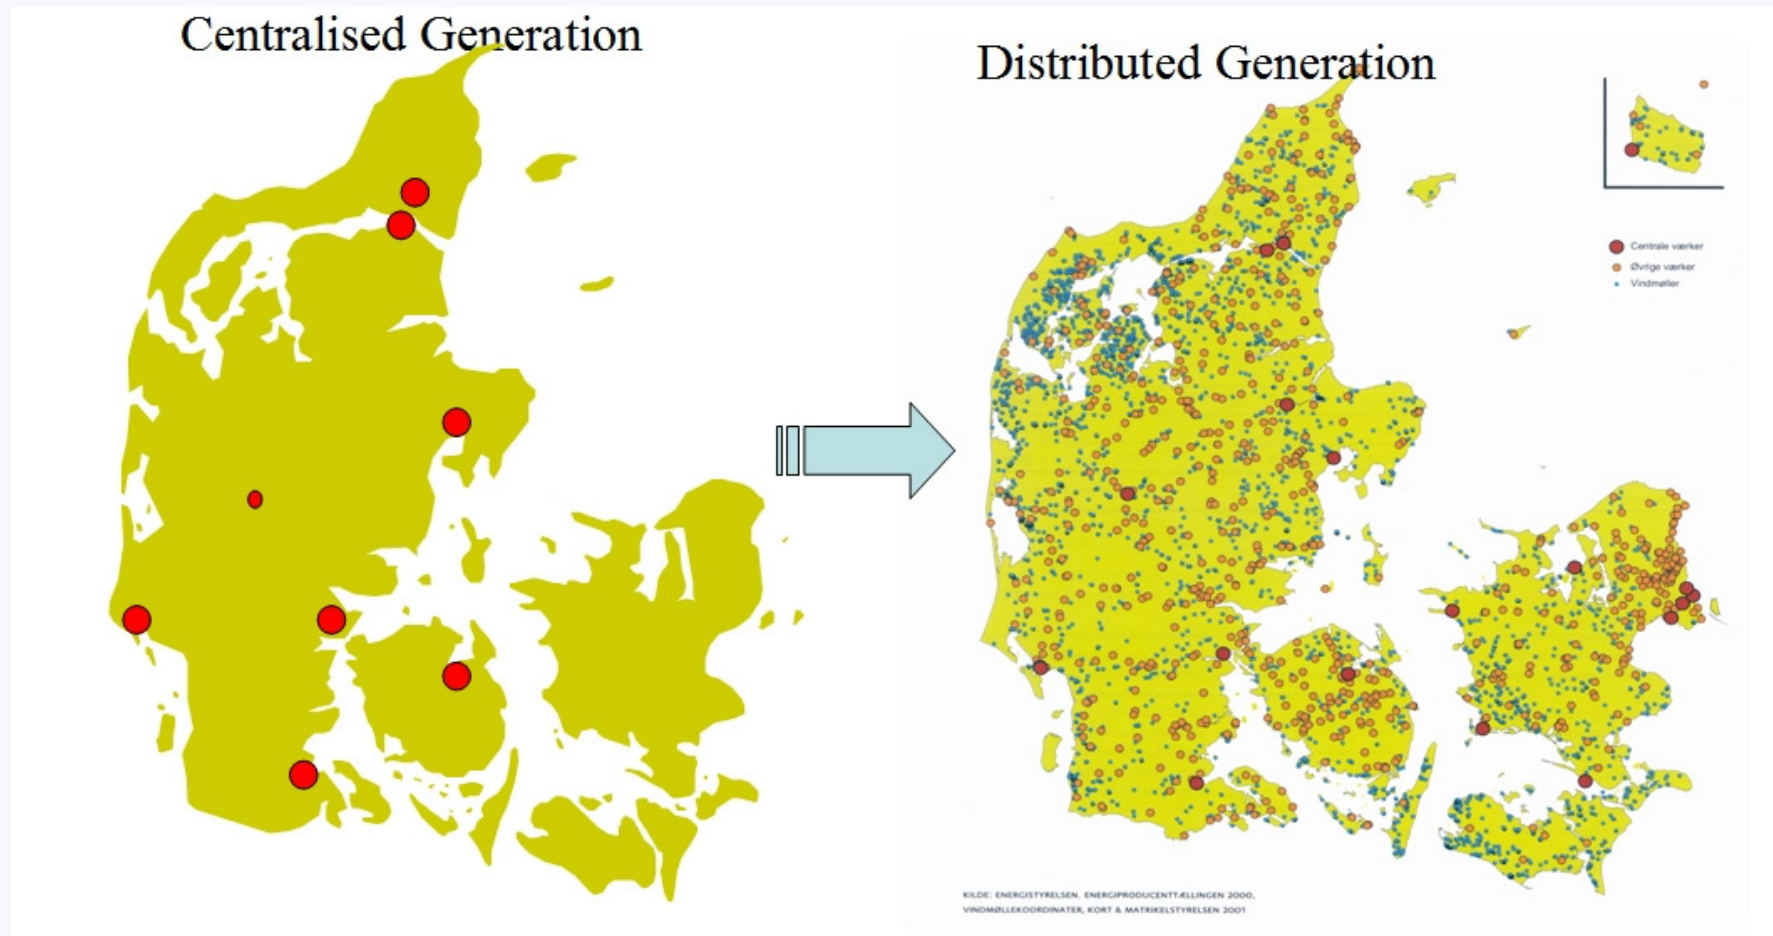 Centralised Generation
Distributed Generation
Centrale værker
Øvrige værker
Vindmøller
KILDE: ENERGISTYRELSEN, ENERGIPRODUCENTTÆLLINGEN 2000,
VINDMØLLEKOORDINATER, KORT & MATRIKELSTYRELSEN 2001